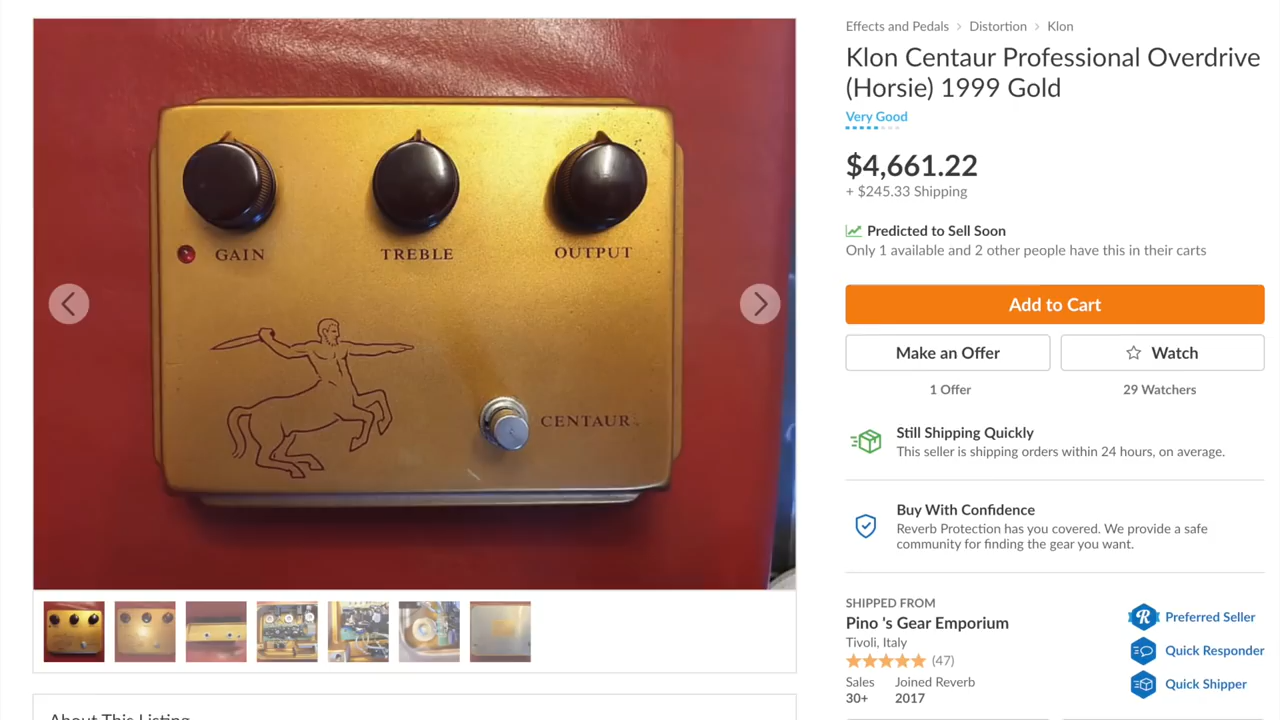 Effects and Pedals > Distortion > Klon
Klon Centaur Professional Overdrive
(Horsie) 1999 Gold
Very Good
$4,661.22
+ $245.33 Shipping
Predicted to Sell Soon
Only 1 available and 2 other people have this in their carts
Add to Cart
Make an Offer
Watch
1 Offer
29 Watchers
Still Shipping Quickly
This seller is shipping orders within 24 hours, on average.
Buy With Confidence
Reverb Protection has you covered. We provide a safe
community for finding the gear you want.
SHIPPED FROM
Pino 's Gear Emporium
Tivoli, Italy
(47)
Sales
30+
Joined Reverb
2017
Preferred Seller
Quick Responder
Quick Shipper
GAIN
TREBLE
OUTPUT
CENTAUR
About This Listing